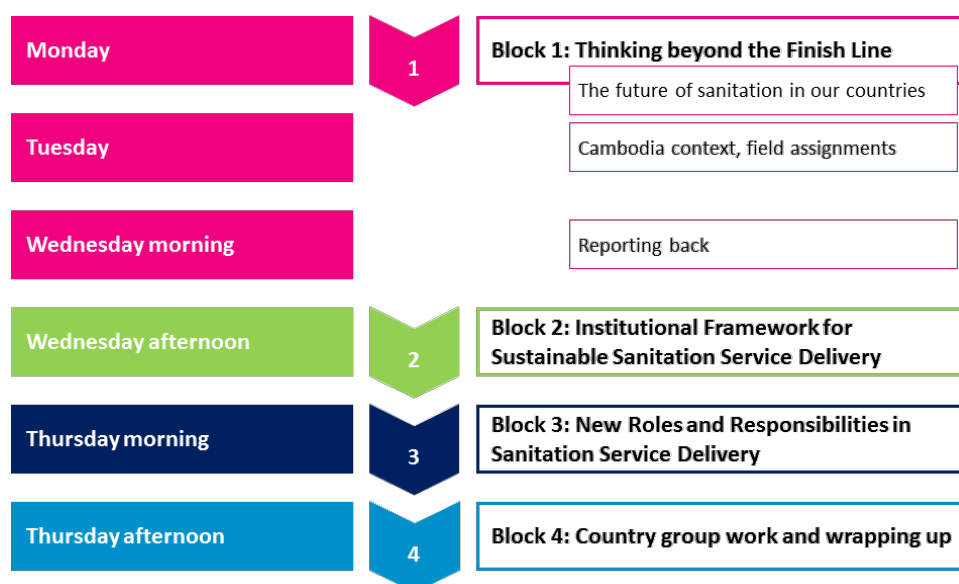 Monday
1
Block 1: Thinking beyond the Finish Line
The future of sanitation in our countries
Tuesday
Cambodia context, field assignments
Wednesday morning
Reporting back
Wednesday afternoon
2
Block 2: Institutional Framework for
Sustainable Sanitation Service Delivery
Thursday morning
3
Block 3: New Roles and Responsibilities in
Sanitation Service Delivery
Thursday afternoon
4
Block 4: Country group work and wrapping up